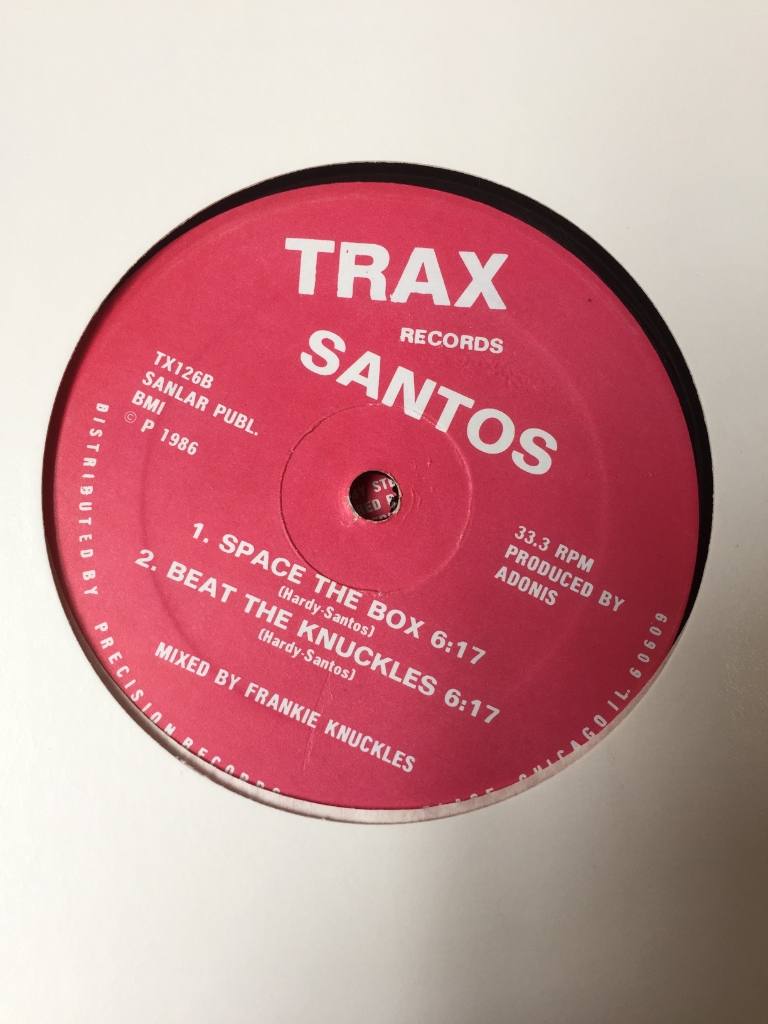 TRAX
RECORDS
SANTOS
TX126B
SANLAR PUBL.
BMI
© P 1986
33.3 RPM
PRODUCED BY
ADONIS
1. SPACE THE BOX 6:17
(Hardy-Santos)
2. BEAT THE KNUCKLES 6:17
(Hardy-Santos)
MIXED BY FRANKIE KNUCKLES
DISTRIBUTED BY PRECISION RECORDS CHICAGO IL. 60609